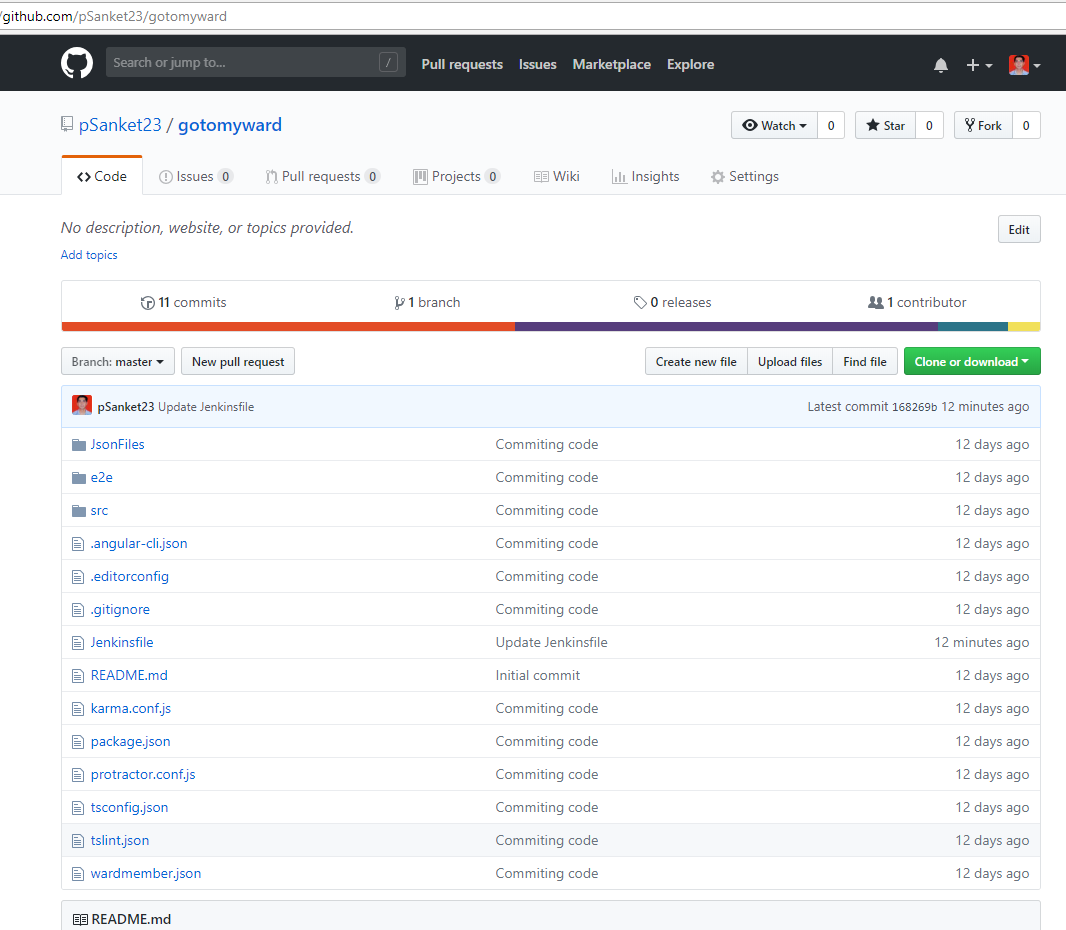 /github.com/pSanket23/gotomyward
Search or jump to... /
Pull requests Issues Marketplace Explore
pSanket23 / gotomyward
Watch 0 Star 0 Fork 0
Code Issues 0 Pull requests 0 Projects 0 Wiki Insights Settings
No description, website, or topics provided. Edit
Add topics
11 commits 1 branch 0 releases 1 contributor
Branch: master New pull request Create new file Upload files Find file Clone or download
pSanket23 Update Jenkinsfile Latest commit 168269b 12 minutes ago
JsonFiles Commiting code 12 days ago
e2e Commiting code 12 days ago
src Commiting code 12 days ago
.angular-cli.json Commiting code 12 days ago
.editorconfig Commiting code 12 days ago
.gitignore Commiting code 12 days ago
Jenkinsfile Update Jenkinsfile 12 minutes ago
README.md Initial commit 12 days ago
karma.conf.js Commiting code 12 days ago
package.json Commiting code 12 days ago
protractor.conf.js Commiting code 12 days ago
tsconfig.json Commiting code 12 days ago
tslint.json Commiting code 12 days ago
wardmember.json Commiting code 12 days ago
README.md